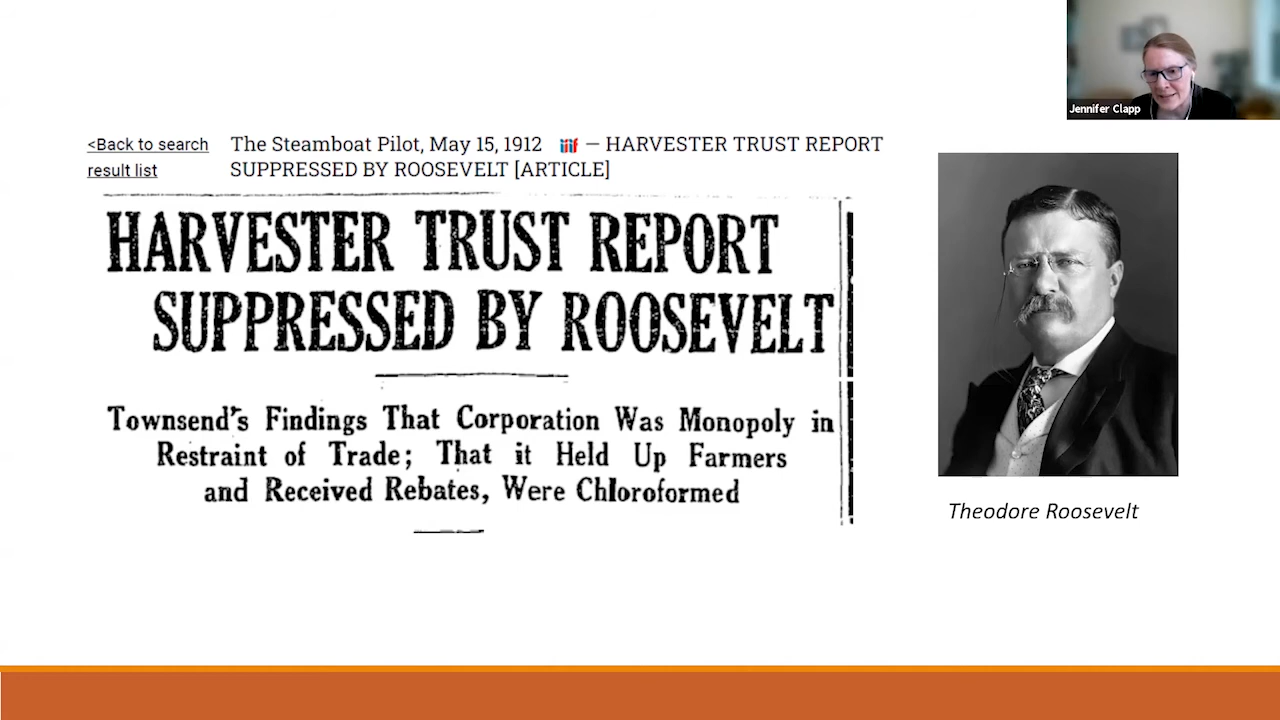 Jennifer Clapp
<Back to search
result list
The Steamboat Pilot, May 15, 1912 iiif — HARVESTER TRUST REPORT
SUPPRESSED BY ROOSEVELT [ARTICLE]
HARVESTER TRUST REPORT
SUPPRESSED BY ROOSEVELT
Townsend's Findings That Corporation Was Monopoly in
Restraint of Trade; That it Held Up Farmers
and Received Rebates, Were Chloroformed
Theodore Roosevelt